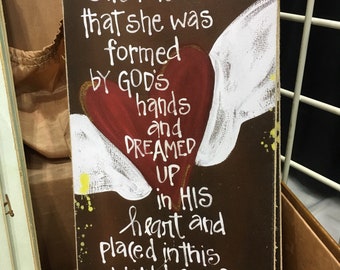 that she was
formed
by GOD's
hands
and
DREAMED
UP
in HIS
heart and
placed in this